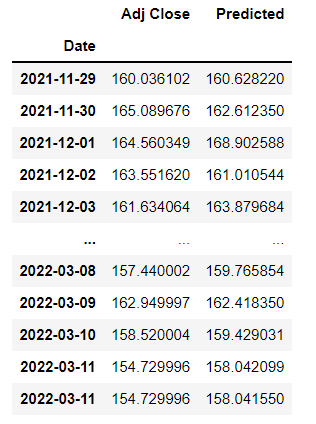 Adj Close Predicted
Date
2021-11-29 160.036102 160.628220
2021-11-30 165.089676 162.612350
2021-12-01 164.560349 168.902588
2021-12-02 163.551620 161.010544
2021-12-03 161.634064 163.879684
... ... ...
2022-03-08 157.440002 159.765854
2022-03-09 162.949997 162.418350
2022-03-10 158.520004 159.429031
2022-03-11 154.729996 158.042099
2022-03-11 154.729996 158.041550